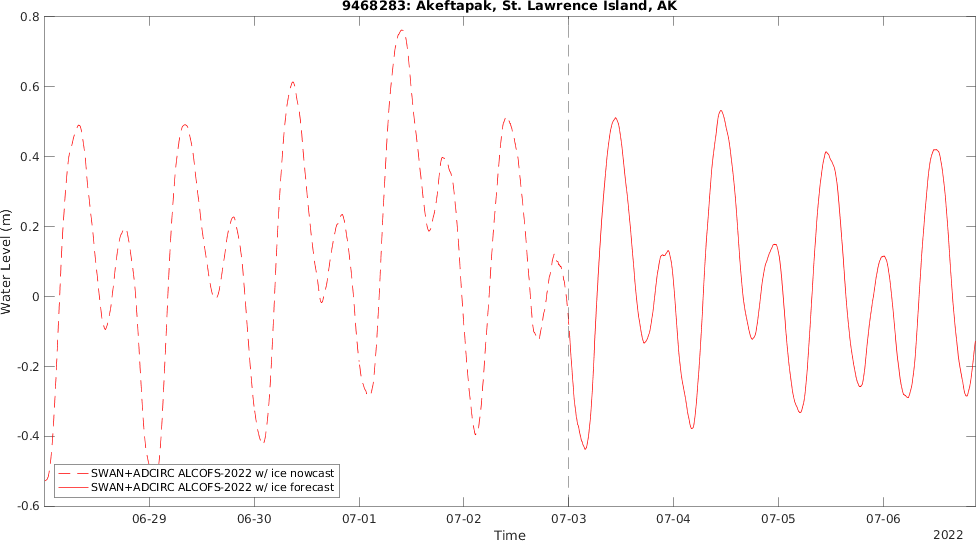 9468283: Akeftapak, St. Lawrence Island, AK
Water Level (m)
0.8
0.6
0.4
0.2
0
-0.2
-0.4
-0.6
SWAN+ADCIRC ALCOFS-2022 w/ ice nowcast
SWAN+ADCIRC ALCOFS-2022 w/ ice forecast
06-29 06-30 07-01 07-02 07-03 07-04 07-05 07-06
Time
2022